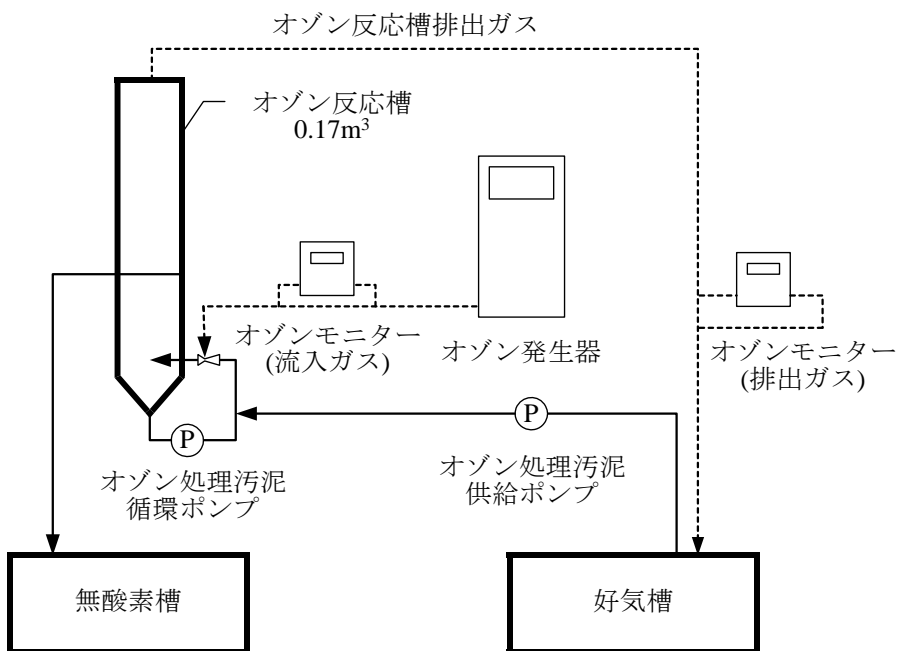 オゾン反応槽排出ガス
オゾン反応槽
0.17m³
オゾンモニター
(流入ガス)
オゾン発生器
オゾンモニター
(排出ガス)
P
P
オゾン処理汚泥
循環ポンプ
オゾン処理汚泥
供給ポンプ
無酸素槽
好気槽